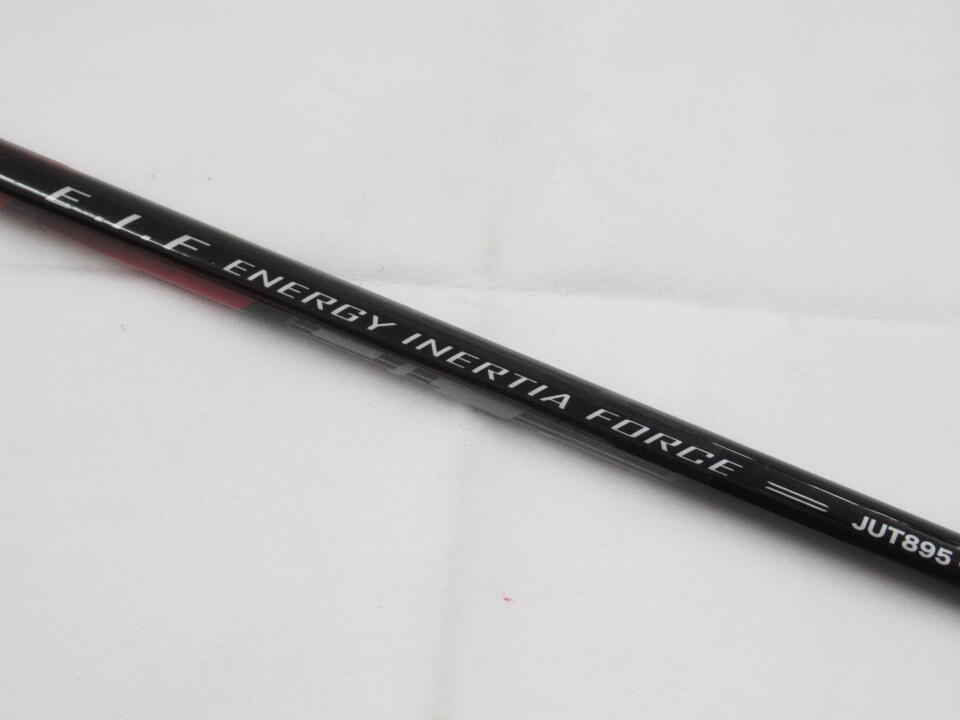 E.I.F ENERGY INERTIA FORCE JUT895